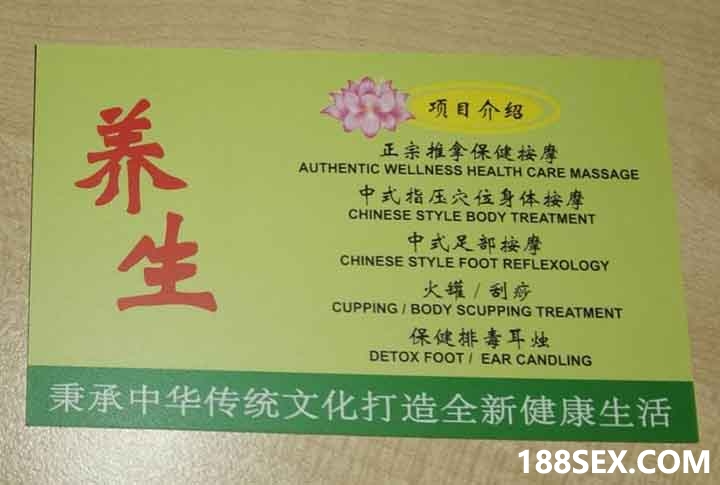 养生
项目介绍
正宗推拿保健按摩
AUTHENTIC WELLNESS HEALTH CARE MASSAGE
中式指压穴位身体按摩
CHINESE STYLE BODY TREATMENT
中式足部按摩
CHINESE STYLE FOOT REFLEXOLOGY
火罐 / 刮痧
CUPPING / BODY SCUPPING TREATMENT
保健排毒耳烛
DETOX FOOT / EAR CANDLING
秉承中华传统文化打造全新健康生活
188SEX.COM